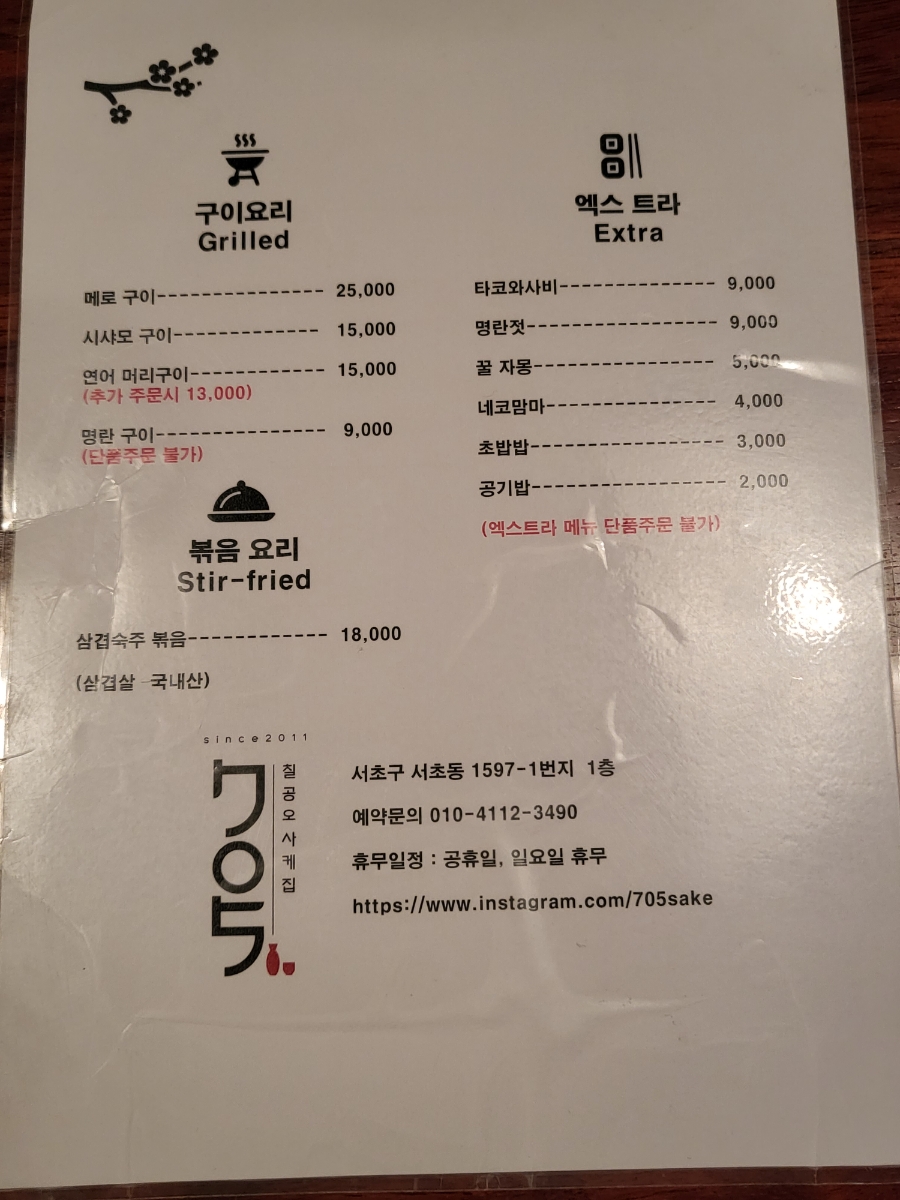 구이요리
Grilled
메로 구이--------------- 25,000
시샤모 구이------------- 15,000
연어 머리구이------------ 15,000
(추가 주문시 13,000)
명란 구이--------------- 9,000
(단품주문 불가)
볶음 요리
Stir-fried
삼겹숙주 볶음------------ 18,000
(삼겹살 -국내산)
엑스 트라
Extra
타코와사비-------------- 9,000
명란젓----------------- 9,000
꿀 자몽---------------- 5,000
네코맘마--------------- 4,000
초밥밥----------------- 3,000
공기밥----------------- 2,000
(엑스트라 메뉴 단품주문 불가)
since2011
705
칠공오사케집
서초구 서초동 1597-1번지 1층
예약문의 010-4112-3490
휴무일정 : 공휴일, 일요일 휴무
https://www.instagram.com/705sake